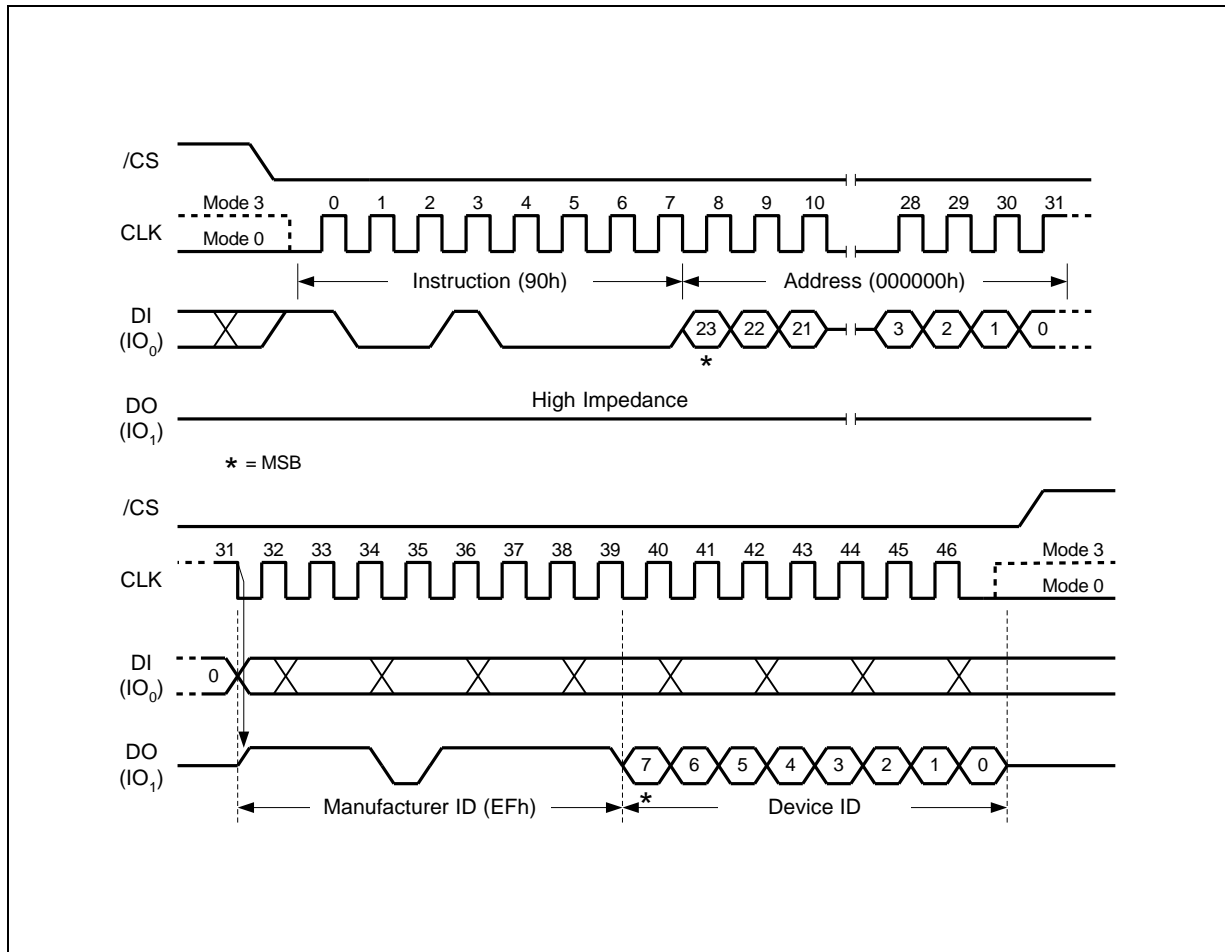 /CS
Mode 3 0 1 2 3 4 5 6 7 8 9 10 28 29 30 31
CLK
Mode 0
Instruction (90h) Address (000000h)
DI
(IO0) 23 22 21 3 2 1 0
*
High Impedance
DO
(IO1)
* = MSB
/CS
31 32 33 34 35 36 37 38 39 40 41 42 43 44 45 46 Mode 3
CLK
Mode 0
DI
0
(IO0)
DO
(IO1) 7 6 5 4 3 2 1 0
*
Manufacturer ID (EFh) Device ID